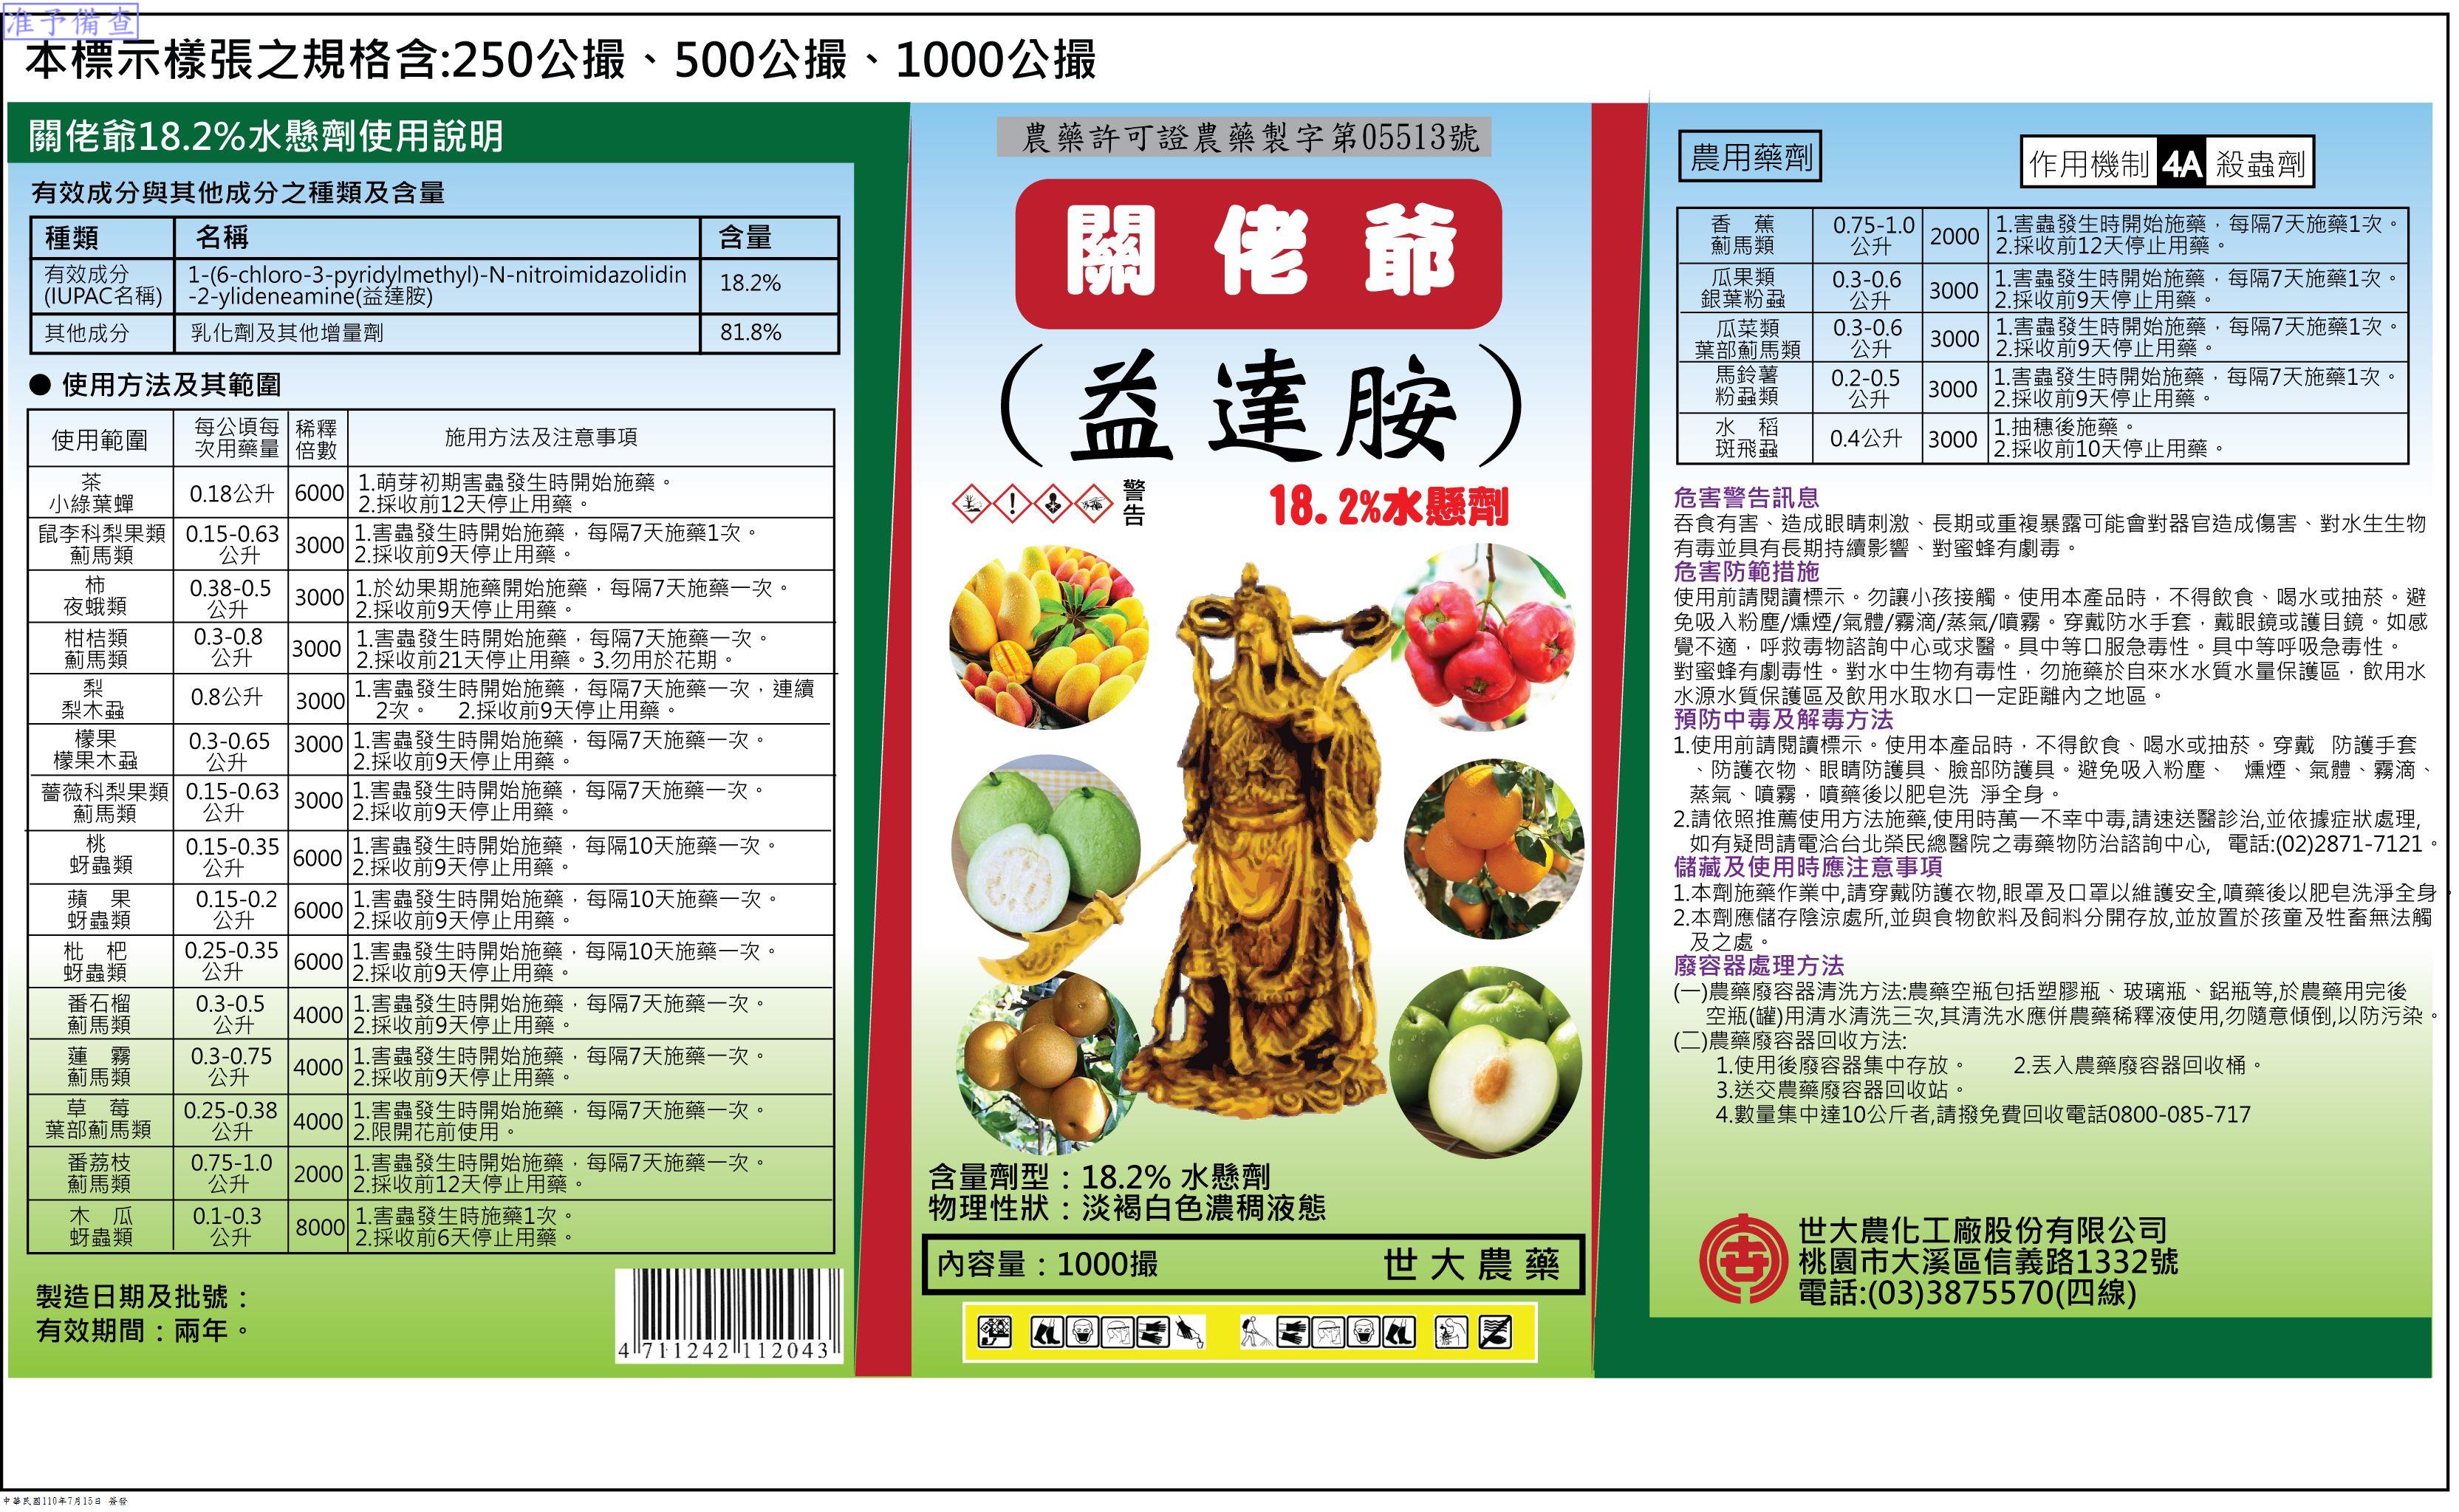 准予備查
本標示樣張之規格含:250公撮、500公撮、1000公撮
關佬爺18.2%水懸劑使用說明
有效成分與其他成分之種類及含量
種類 名稱 含量
有效成分 (IUPAC名稱) 1-(6-chloro-3-pyridylmethyl)-N-nitroimidazolidin
-2-ylideneamine(益達胺) 18.2%
其他成分 乳化劑及其他增量劑 81.8%
● 使用方法及其範圍
使用範圍 每公頃每次用藥量 稀釋倍數 施用方法及注意事項
茶 小綠葉蟬 0.18公升 6000 1.萌芽初期害蟲發生時開始施藥。
2.採收前12天停止用藥。
鼠李科梨果類 薊馬類 0.15-0.63公升 3000 1.害蟲發生時開始施藥，每隔7天施藥1次。
2.採收前9天停止用藥。
柿 夜蛾類 0.38-0.5公升 3000 1.於幼果期施藥開始施藥，每隔7天施藥一次。
2.採收前9天停止用藥。
柑桔類 薊馬類 0.3-0.8公升 3000 1.害蟲發生時開始施藥，每隔7天施藥一次。
2.採收前21天停止用藥。3.勿用於花期。
梨 梨木蝨 0.8公升 3000 1.害蟲發生時開始施藥，每隔7天施藥一次，連續
2次。 2.採收前9天停止用藥。
檬果 檬果木蝨 0.3-0.65公升 3000 1.害蟲發生時開始施藥，每隔7天施藥一次。
2.採收前9天停止用藥。
薔薇科梨果類 薊馬類 0.15-0.63公升 3000 1.害蟲發生時開始施藥，每隔7天施藥一次。
2.採收前9天停止用藥。
桃 蚜蟲類 0.15-0.35公升 6000 1.害蟲發生時開始施藥，每隔10天施藥一次。
2.採收前9天停止用藥。
蘋 果 蚜蟲類 0.15-0.2公升 6000 1.害蟲發生時開始施藥，每隔10天施藥一次。
2.採收前9天停止用藥。
枇 杷 蚜蟲類 0.25-0.35公升 6000 1.害蟲發生時開始施藥，每隔10天施藥一次。
2.採收前9天停止用藥。
番石榴 薊馬類 0.3-0.5公升 4000 1.害蟲發生時開始施藥，每隔7天施藥一次。
2.採收前9天停止用藥。
蓮 霧 薊馬類 0.3-0.75公升 4000 1.害蟲發生時開始施藥，每隔7天施藥一次。
2.採收前9天停止用藥。
草 莓 葉部薊馬類 0.25-0.38公升 4000 1.害蟲發生時開始施藥，每隔7天施藥一次。
2.限開花前使用。
番荔枝 薊馬類 0.75-1.0公升 2000 1.害蟲發生時開始施藥，每隔7天施藥一次。
2.採收前12天停止用藥。
木 瓜 蚜蟲類 0.1-0.3公升 8000 1.害蟲發生時施藥1次。
2.採收前6天停止用藥。
製造日期及批號：
有效期間：兩年。
4 711242 112043
農藥許可證農藥製字第05513號
關佬爺
(益達胺)
警告
18.2%水懸劑
含量劑型：18.2% 水懸劑
物理性狀：淡褐白色濃稠液態
內容量：1000撮 世大農藥
農用藥劑
作用機制 4A 殺蟲劑
香 蕉 薊馬類 0.75-1.0公升 2000 1.害蟲發生時開始施藥，每隔7天施藥1次。
2.採收前12天停止用藥。
瓜果類 銀葉粉蝨 0.3-0.6公升 3000 1.害蟲發生時開始施藥，每隔7天施藥1次。
2.採收前9天停止用藥。
瓜菜類 葉部薊馬類 0.3-0.6公升 3000 1.害蟲發生時開始施藥，每隔7天施藥1次。
2.採收前9天停止用藥。
馬鈴薯 粉蝨類 0.2-0.5公升 3000 1.害蟲發生時開始施藥，每隔7天施藥1次。
2.採收前9天停止用藥。
水 稻 斑飛蝨 0.4公升 3000 1.抽穗後施藥。
2.採收前10天停止用藥。
危害警告訊息
吞食有害、造成眼睛刺激、長期或重複暴露可能會對器官造成傷害、對水生生物
有毒並具有長期持續影響、對蜜蜂有劇毒。
危害防範措施
使用前請閱讀標示。勿讓小孩接觸。使用本產品時，不得飲食、喝水或抽菸。避
免吸入粉塵/燻煙/氣體/霧滴/蒸氣/噴霧。穿戴防水手套，戴眼鏡或護目鏡。如感
覺不適，呼救毒物諮詢中心或求醫。具中等口服急毒性。具中等呼吸急毒性。
對蜜蜂有劇毒性。對水中生物有毒性，勿施藥於自來水水質水量保護區，飲用水
水源水質保護區及飲用水取水口一定距離內之地區。
預防中毒及解毒方法
1.使用前請閱讀標示。使用本產品時，不得飲食、喝水或抽菸。穿戴 防護手套
、防護衣物、眼睛防護具、臉部防護具。避免吸入粉塵、 燻煙、氣體、霧滴、
蒸氣、噴霧，噴藥後以肥皂洗 淨全身。
2.請依照推薦使用方法施藥,使用時萬一不幸中毒,請速送醫診治,並依據症狀處理,
如有疑問請電洽台北榮民總醫院之毒藥物防治諮詢中心, 電話:(02)2871-7121。
儲藏及使用時應注意事項
1.本劑施藥作業中,請穿戴防護衣物,眼罩及口罩以維護安全,噴藥後以肥皂洗淨全身。
2.本劑應儲存陰涼處所,並與食物飲料及飼料分開存放,並放置於孩童及牲畜無法觸
及之處。
廢容器處理方法
(一)農藥廢容器清洗方法:農藥空瓶包括塑膠瓶、玻璃瓶、鋁瓶等,於農藥用完後
空瓶(罐)用清水清洗三次,其清洗水應併農藥稀釋液使用,勿隨意傾倒,以防污染。
(二)農藥廢容器回收方法:
1.使用後廢容器集中存放。 2.丟入農藥廢容器回收桶。
3.送交農藥廢容器回收站。
4.數量集中達10公斤者,請撥免費回收電話0800-085-717
世大農化工廠股份有限公司
桃園市大溪區信義路1332號
電話:(03)3875570(四線)
中華民國110年7月15日 簽發